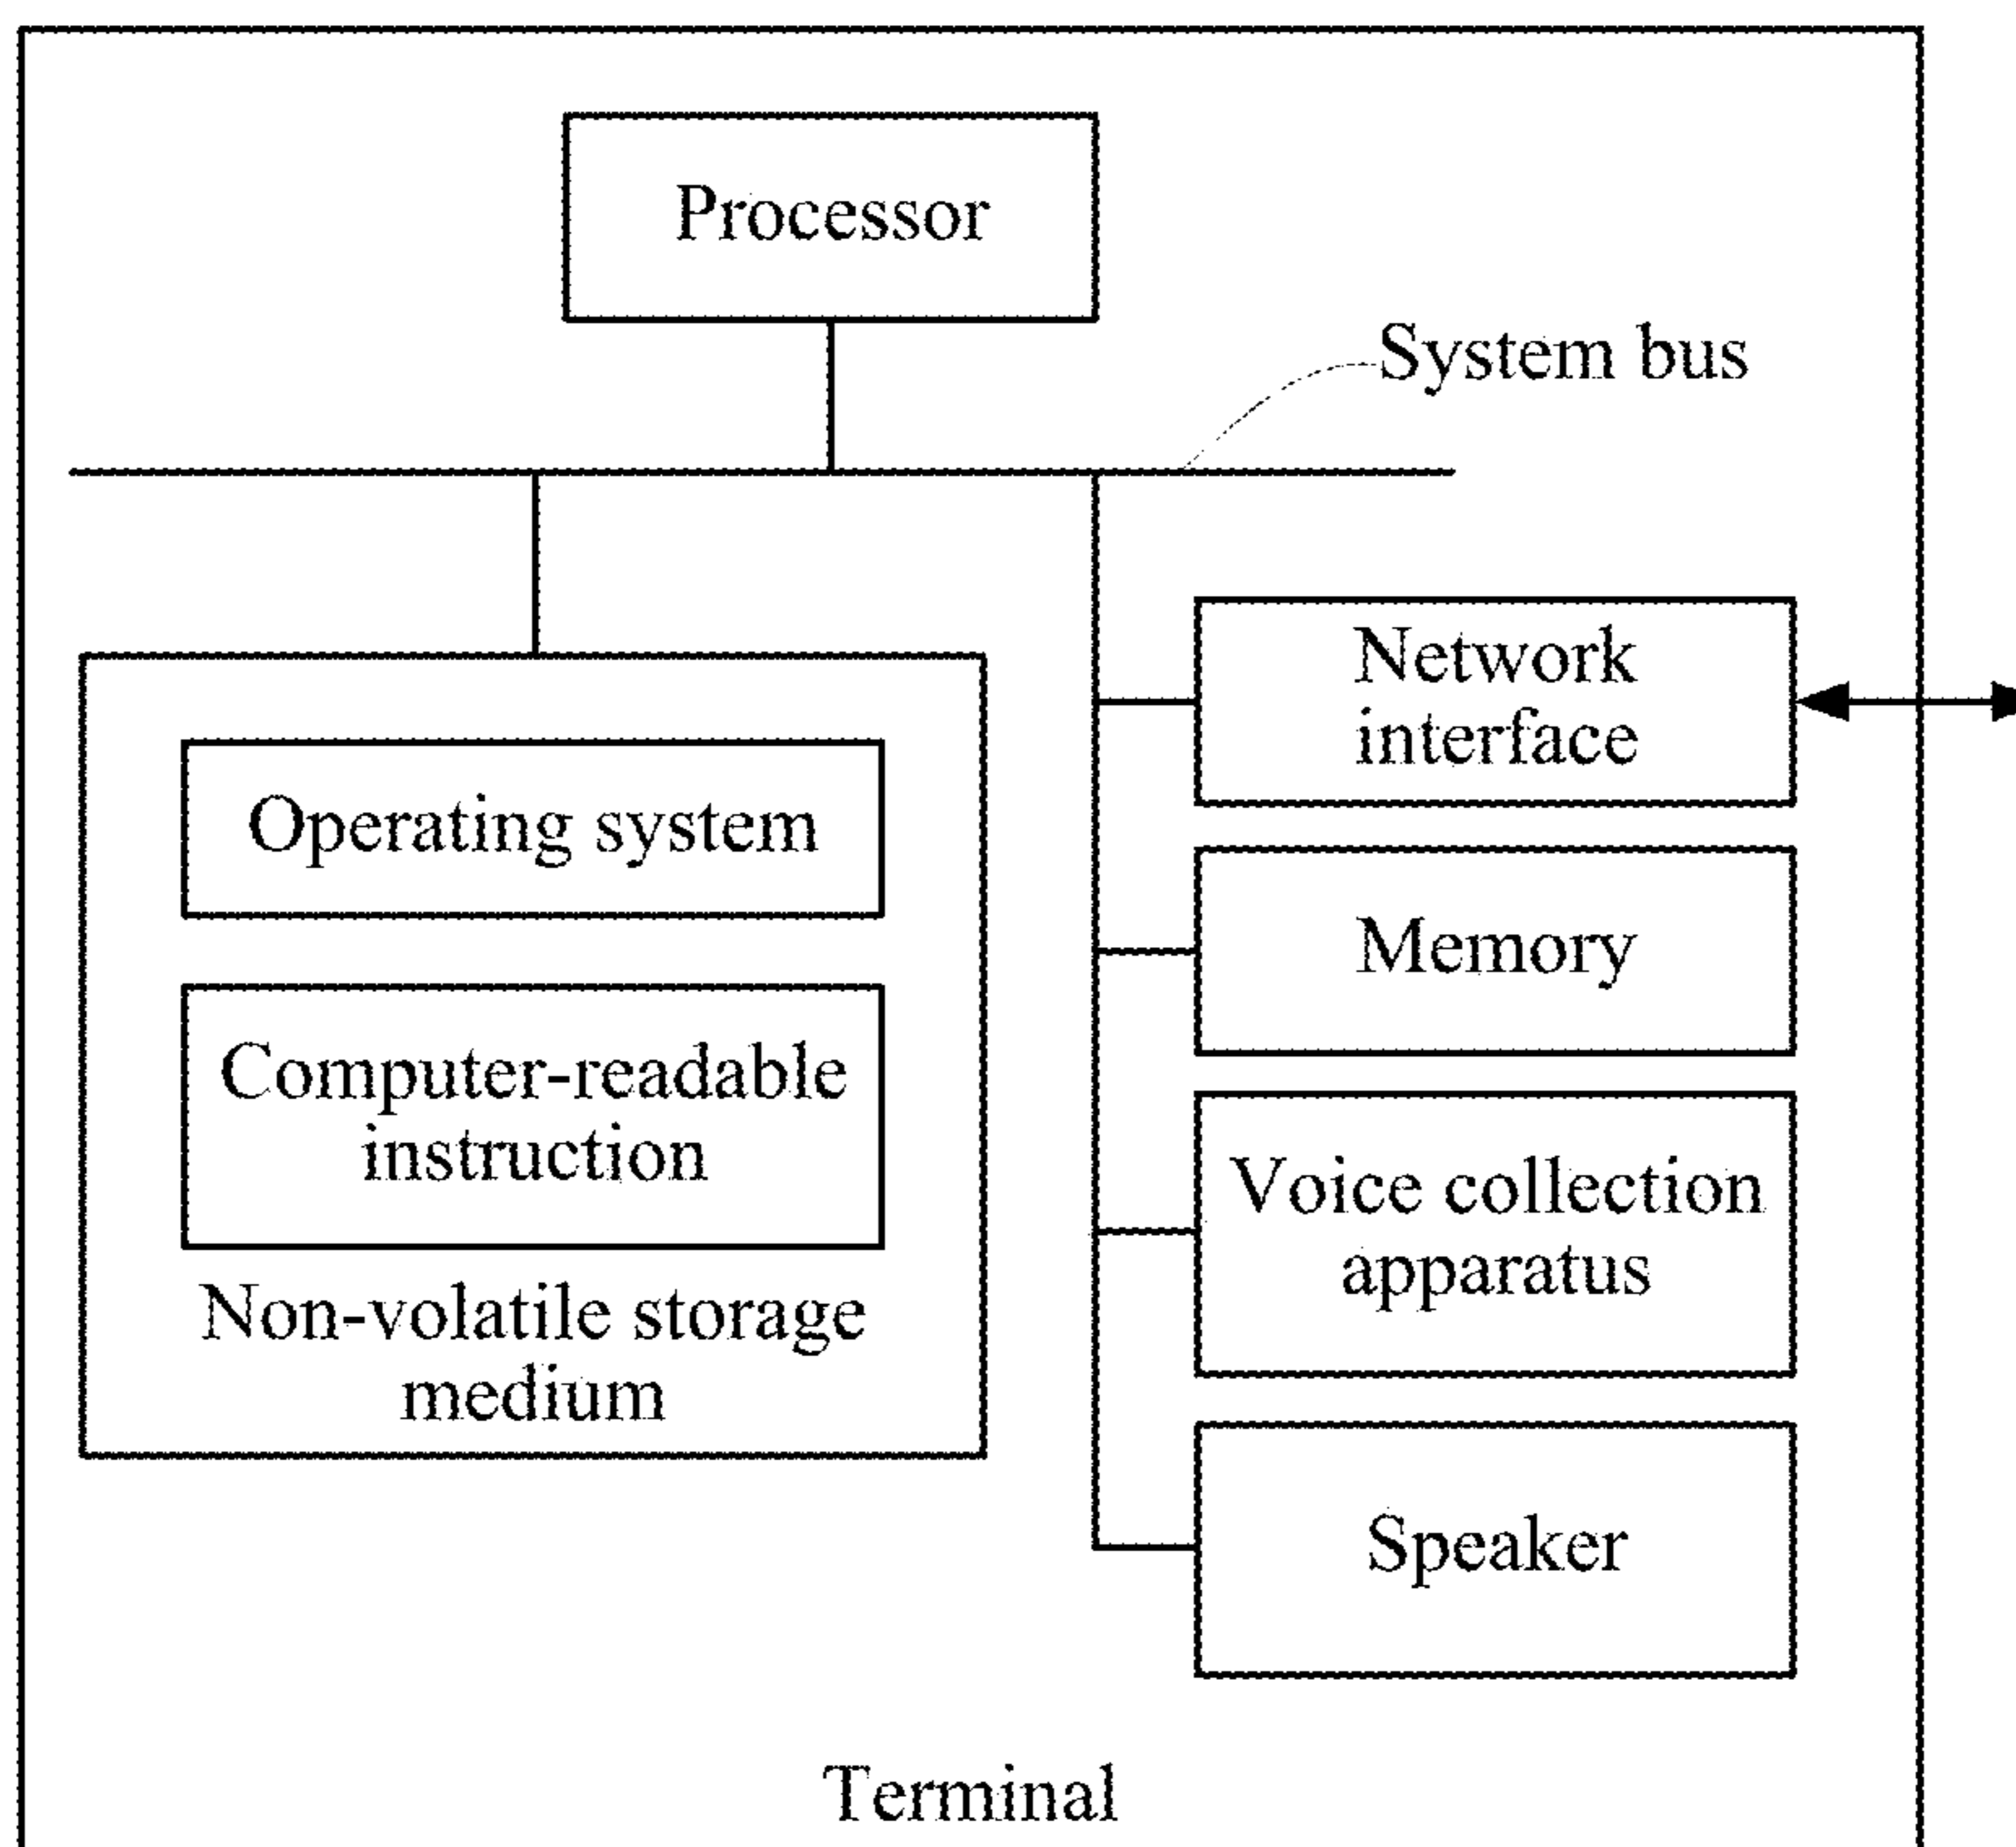 Processor
System bus
Network
interface
Operating system
Memory
Computer-readable
instruction
Voice collection
apparatus
Non-volatile storage
medium
Speaker
Terminal